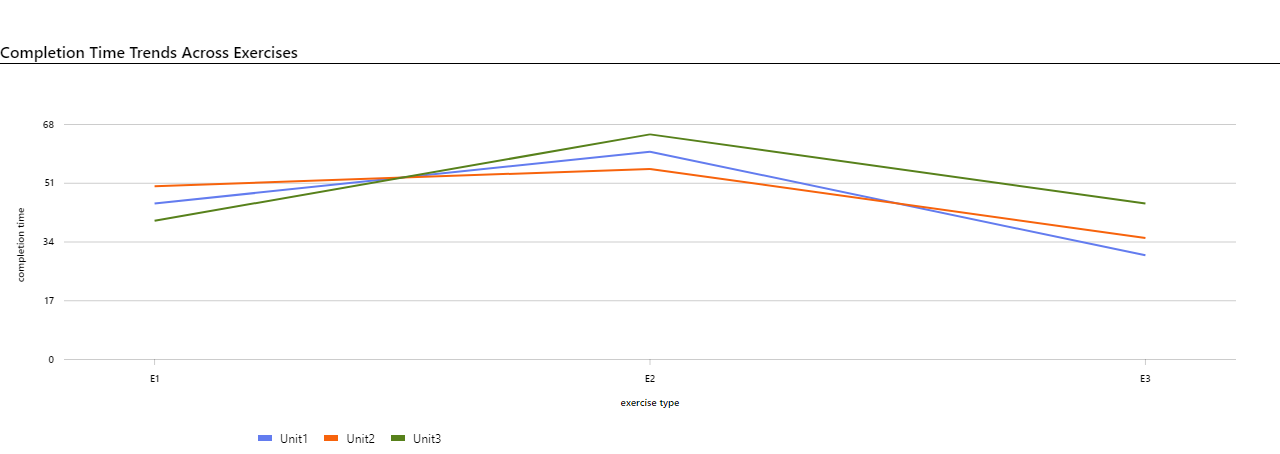 Completion Time Trends Across Exercises
68
51
34
17
0
completion time
E1 E2 E3
exercise type
Unit1 Unit2 Unit3